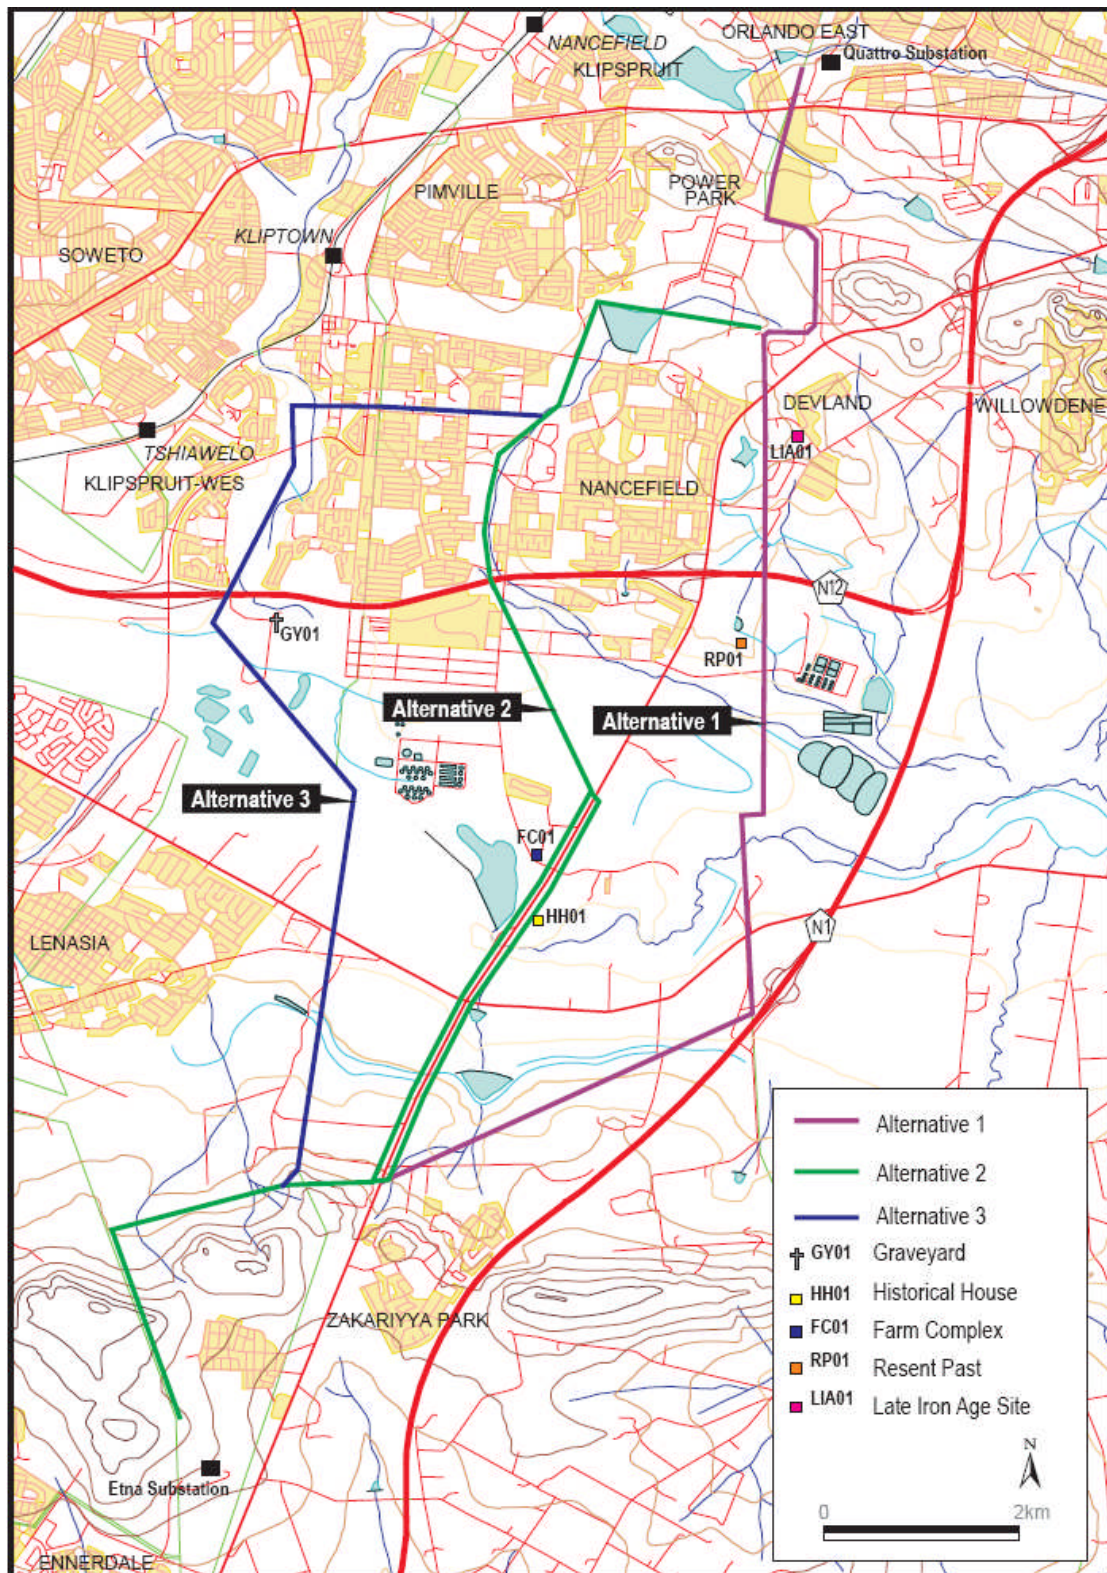 ORLANDO EAST
Quattro Substation
NANCEFIELD
KLIPSPRUIT
POWER
PARK
PIMVILLE
KLIPTOWN
SOWETO
DEVLAND
WILLOWDENE
LIA01
TSHIAWELO
KLIPSPRUIT-WES
NANCEFIELD
N12
GY01
RP01
Alternative 2
Alternative 1
Alternative 3
FC01
HH01
N1
LENASIA
ZAKARIYYA PARK
Etna Substation
ENNERDALE
Alternative 1
Alternative 2
Alternative 3
GY01 Graveyard
HH01 Historical House
FC01 Farm Complex
RP01 Resent Past
LIA01 Late Iron Age Site
N
0 2km